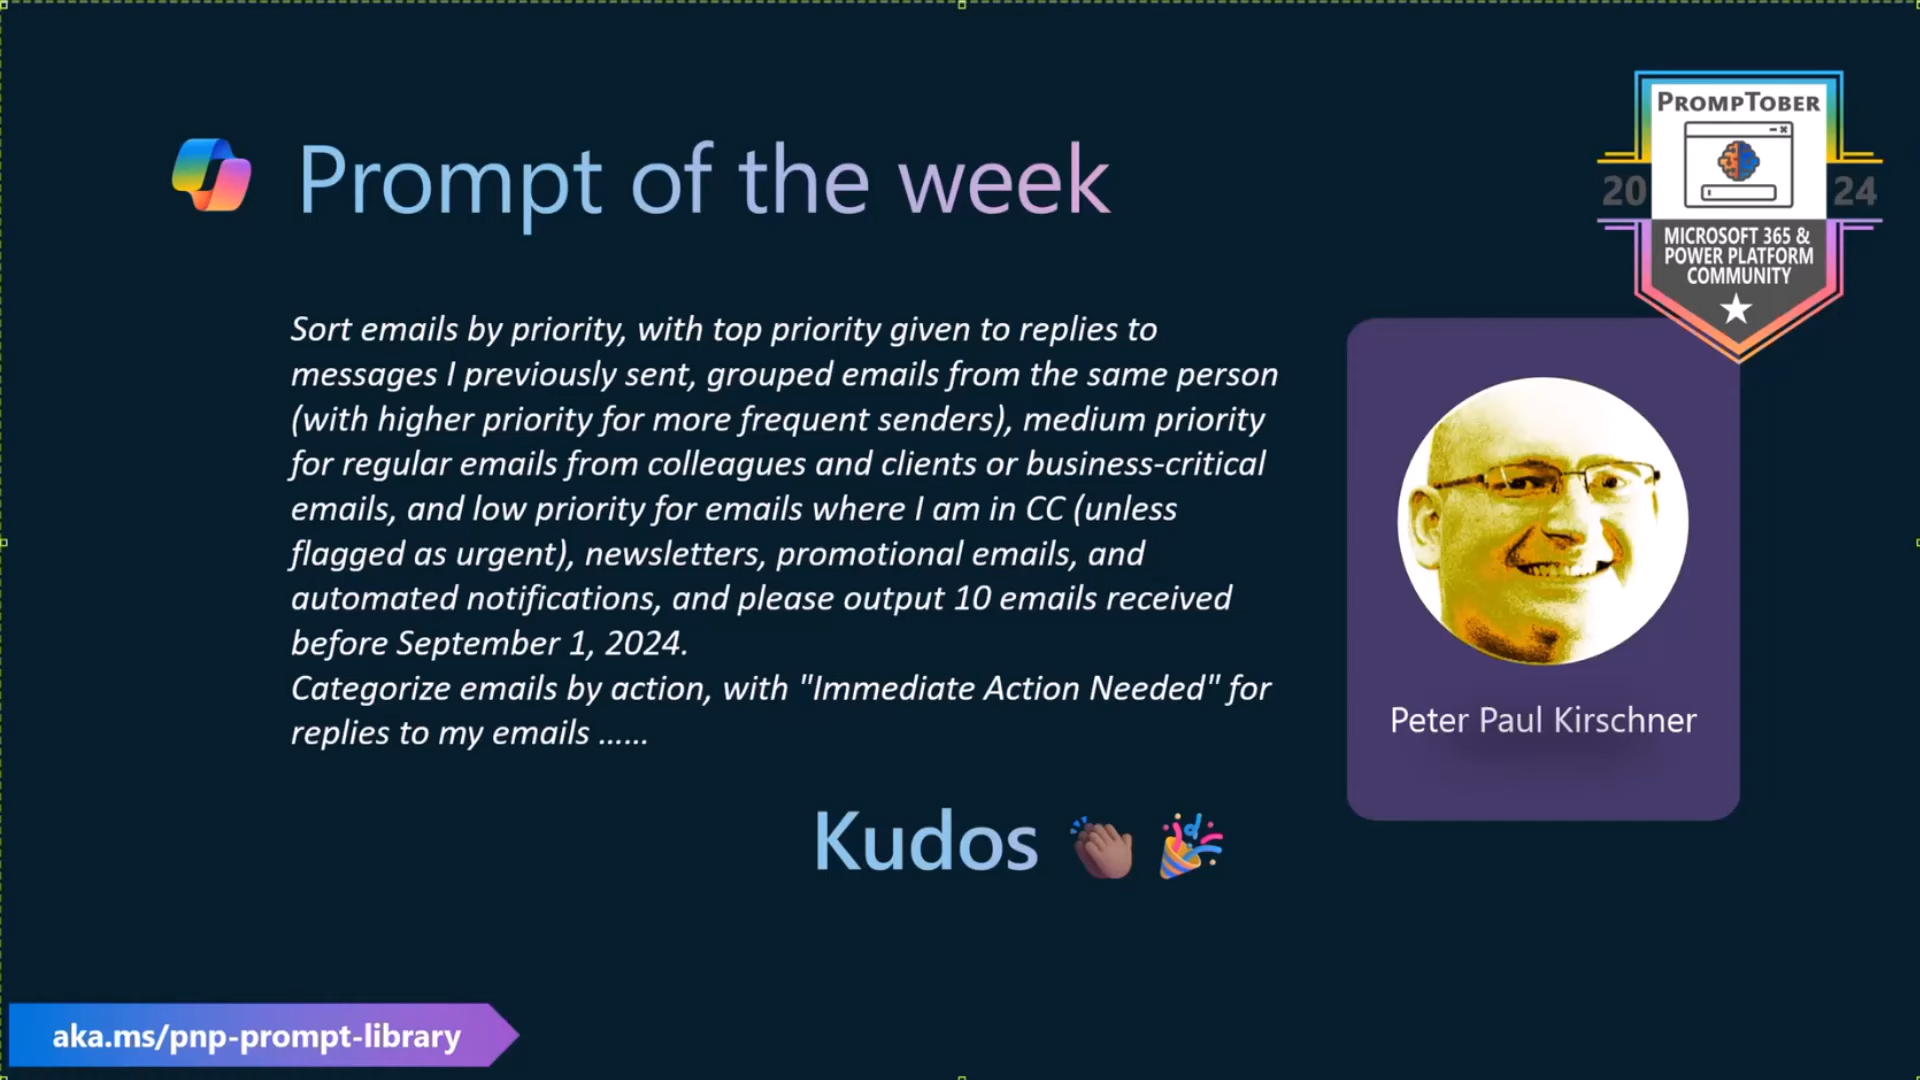 Prompt of the week
PROMPTOBER
20 24
MICROSOFT 365 &
POWER PLATFORM
COMMUNITY
Sort emails by priority, with top priority given to replies to
messages I previously sent, grouped emails from the same person
(with higher priority for more frequent senders), medium priority
for regular emails from colleagues and clients or business-critical
emails, and low priority for emails where I am in CC (unless
flagged as urgent), newsletters, promotional emails, and
automated notifications, and please output 10 emails received
before September 1, 2024.
Categorize emails by action, with "Immediate Action Needed" for
replies to my emails ......
Peter Paul Kirschner
Kudos
aka.ms/pnp-prompt-library